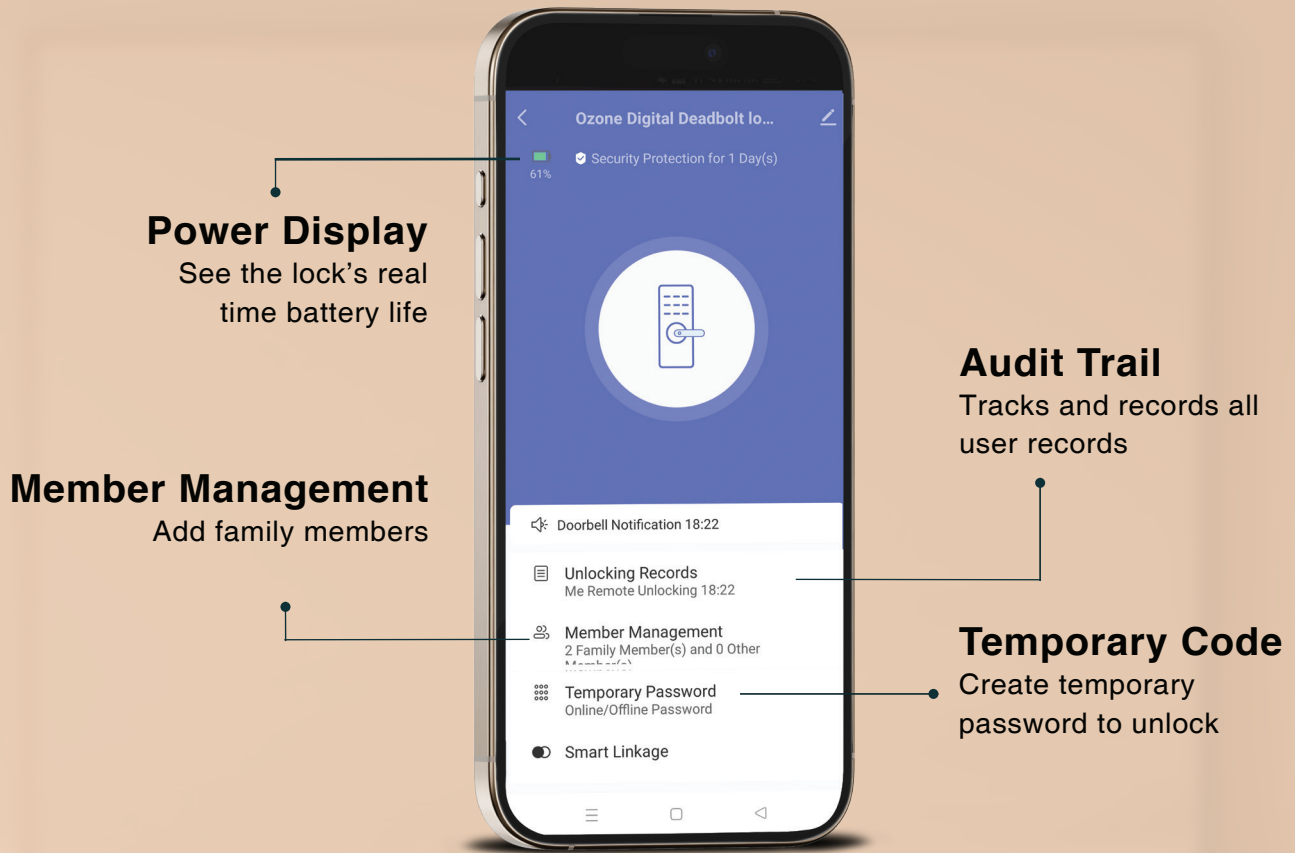 Ozone Digital Deadbolt lo...
Security Protection for 1 Day(s)
61%
Power Display
See the lock’s real
time battery life
Audit Trail
Tracks and records all
user records
Member Management
Add family members
Doorbell Notification 18:22
Unlocking Records
Me Remote Unlocking 18:22
Member Management
2 Family Member(s) and 0 Other
Member(s)
Temporary Password
Online/Offline Password
Temporary Code
Create temporary
password to unlock
Smart Linkage